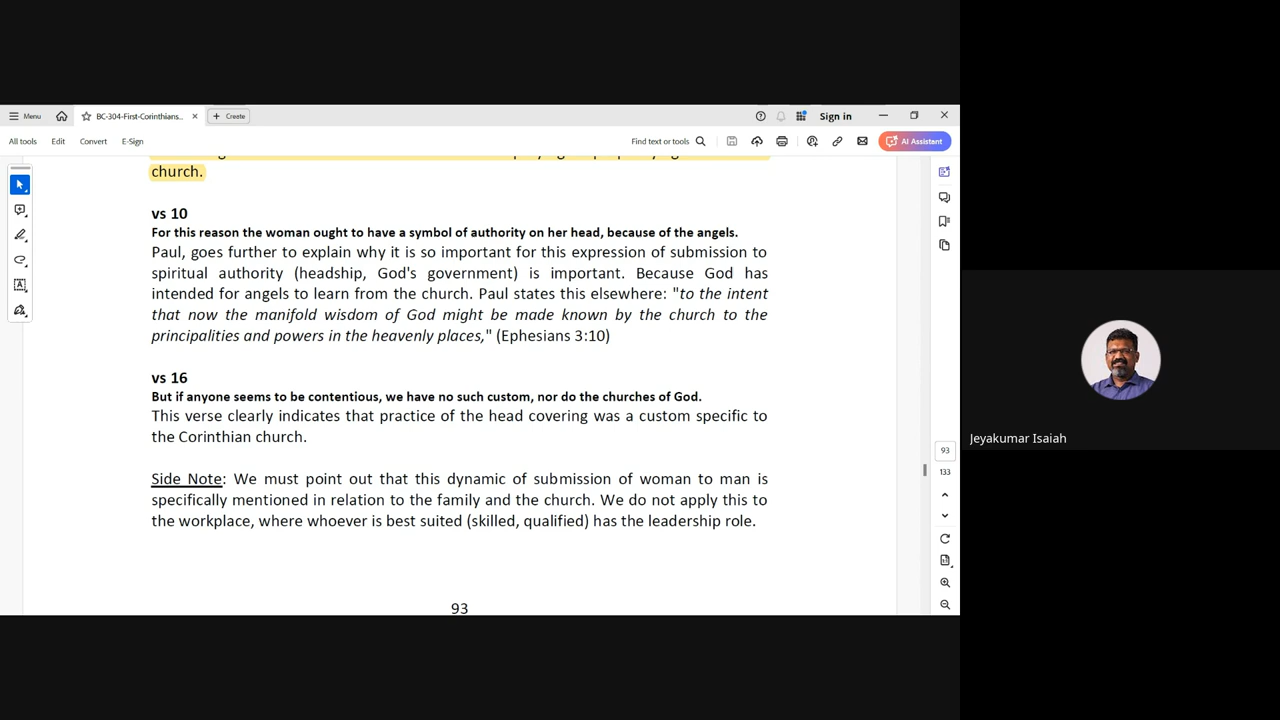 Menu
BC-304-First-Corinthians...
Create
Sign in
All tools
Edit
Convert
E-Sign
Find text or tools
AI Assistant
church.
vs 10
For this reason the woman ought to have a symbol of authority on her head, because of the angels.
Paul, goes further to explain why it is so important for this expression of submission to
spiritual authority (headship, God's government) is important. Because God has
intended for angels to learn from the church. Paul states this elsewhere: "to the intent
that now the manifold wisdom of God might be made known by the church to the
principalities and powers in the heavenly places," (Ephesians 3:10)
vs 16
But if anyone seems to be contentious, we have no such custom, nor do the churches of God.
This verse clearly indicates that practice of the head covering was a custom specific to
the Corinthian church.
Side Note: We must point out that this dynamic of submission of woman to man is
specifically mentioned in relation to the family and the church. We do not apply this to
the workplace, where whoever is best suited (skilled, qualified) has the leadership role.
93
93
133
Jeyakumar Isaiah